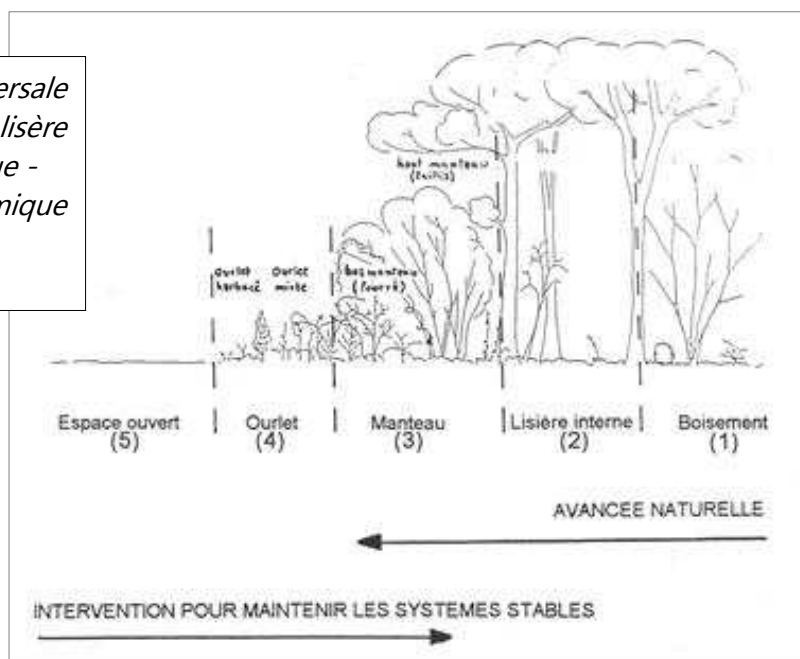 ersale
lisère
ue -
mique
haut manteau
(taillis)
Ourlet
herbacé
Ourlet
mixte
bas manteau
(fourré)
Espace ouvert
(5)
Ourlet
(4)
Manteau
(3)
Lisière interne
(2)
Boisement
(1)
AVANCEE NATURELLE
INTERVENTION POUR MAINTENIR LES SYSTEMES STABLES